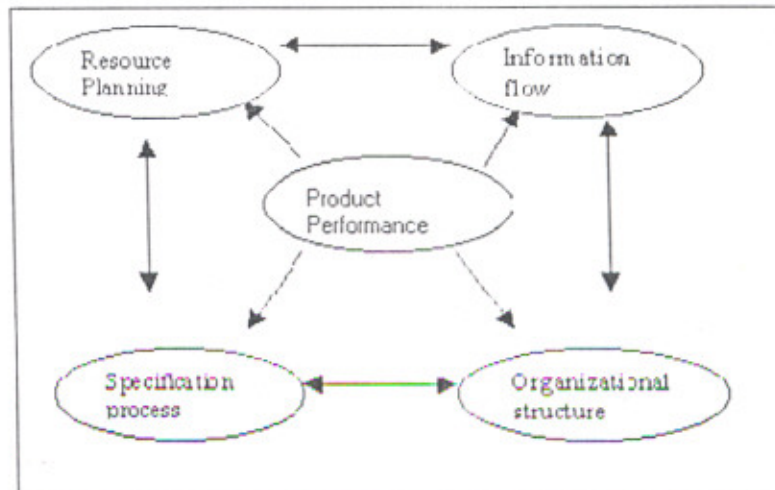 Resource
Planning
Information
flow
Product
Performance
Specification
process
Organizational
structure